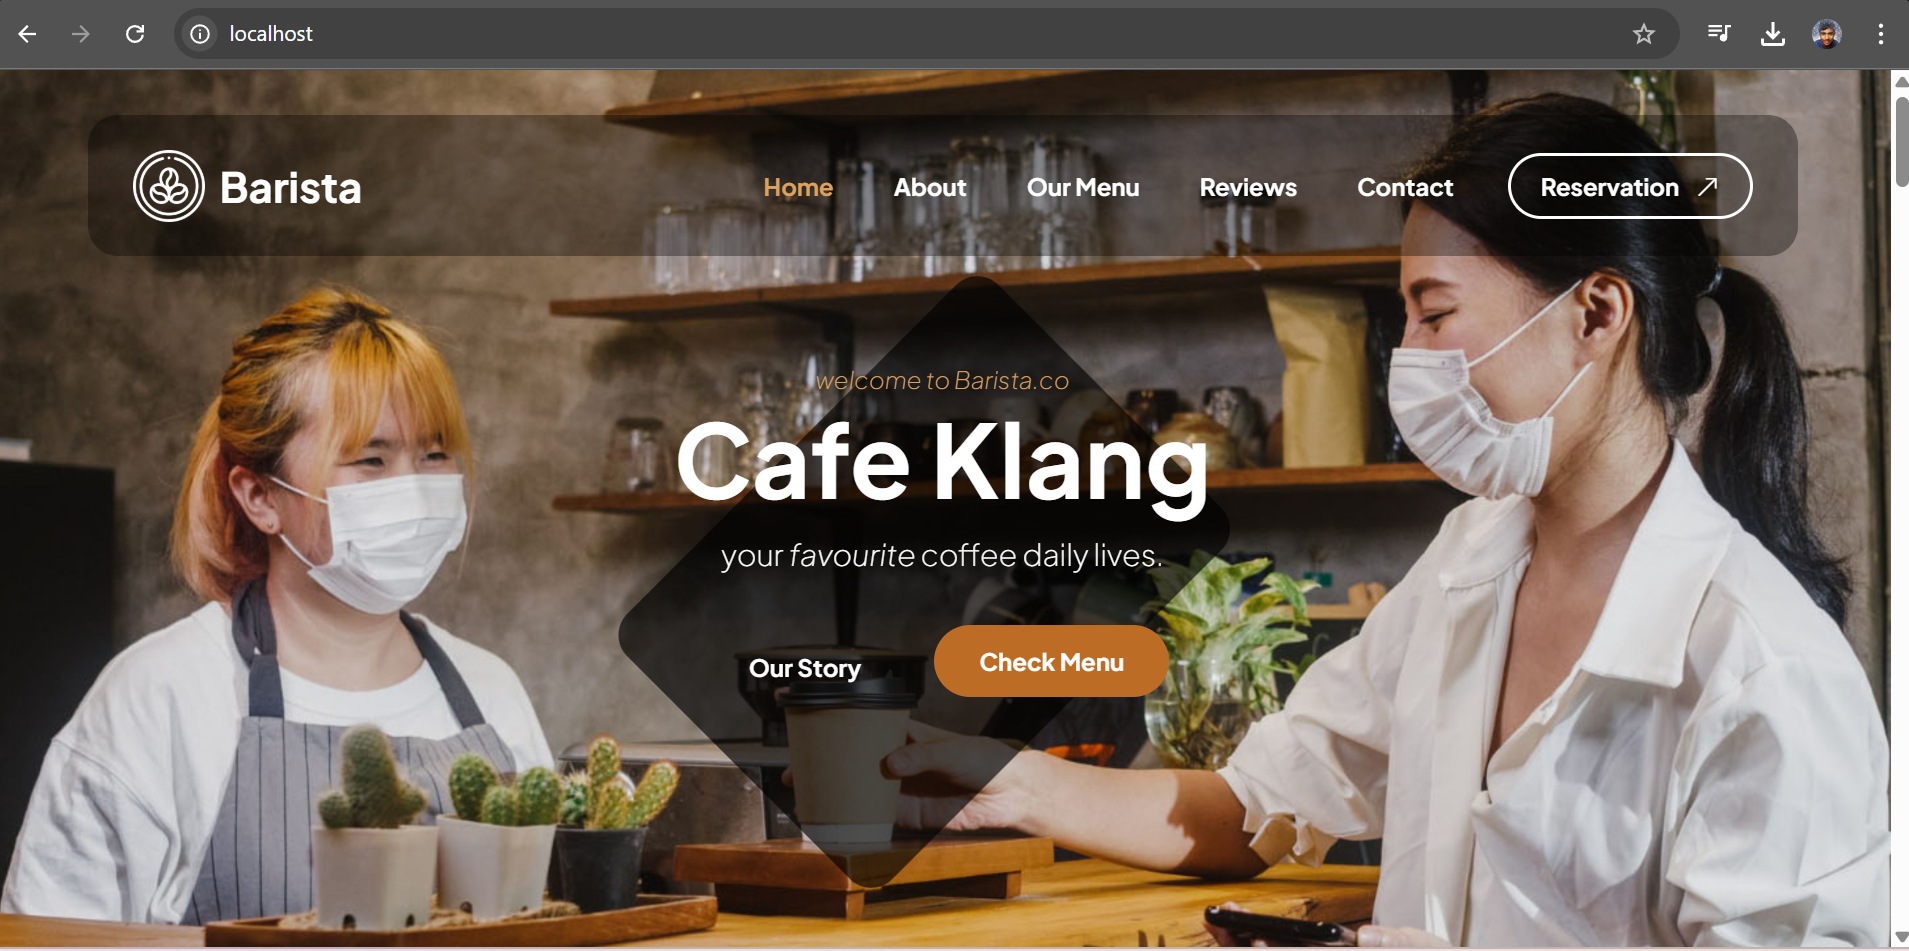 localhost
Barista
Home About Our Menu Reviews Contact Reservation
welcome to Barista.co
Cafe Klang
your favourite coffee daily lives.
Our Story Check Menu